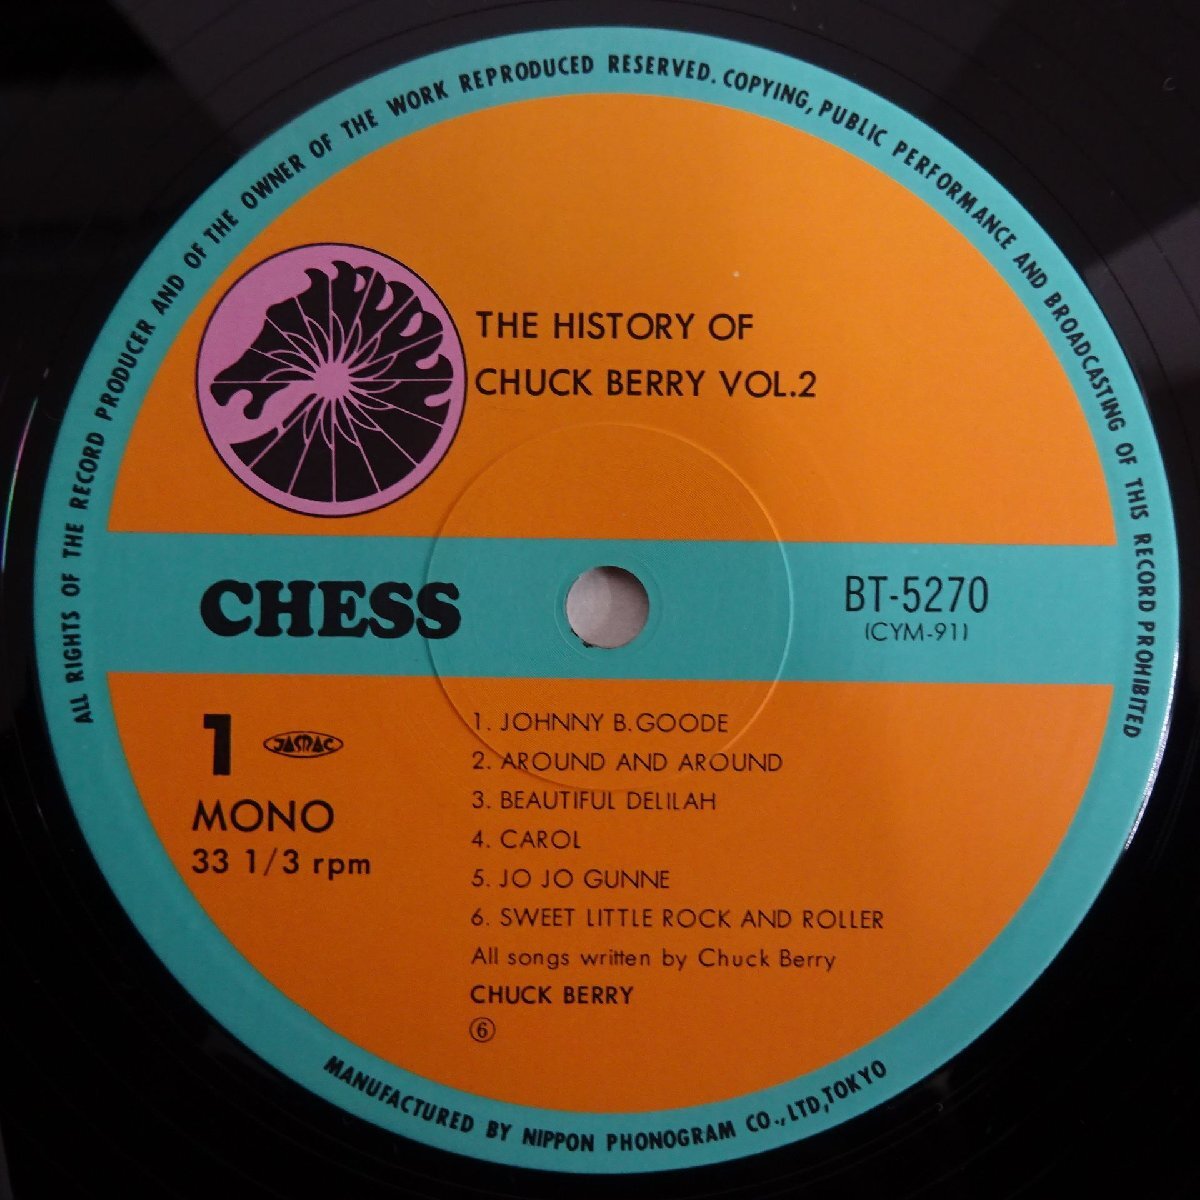 ALL RIGHTS OF THE RECORD PRODUCER AND OF THE OWNER OF THE WORK REPRODUCED RESERVED. COPYING, PUBLIC PERFORMANCE AND BROADCASTING OF THIS RECORD PROHIBITED
THE HISTORY OF
CHUCK BERRY VOL.2
CHESS
BT-5270
(CYM-91)
1
JASRAC
MONO
33 1/3 rpm
1. JOHNNY B. GOODE
2. AROUND AND AROUND
3. BEAUTIFUL DELILAH
4. CAROL
5. JO JO GUNNE
6. SWEET LITTLE ROCK AND ROLLER
All songs written by Chuck Berry
CHUCK BERRY
⑥
MANUFACTURED BY NIPPON PHONOGRAM CO., LTD, TOKYO